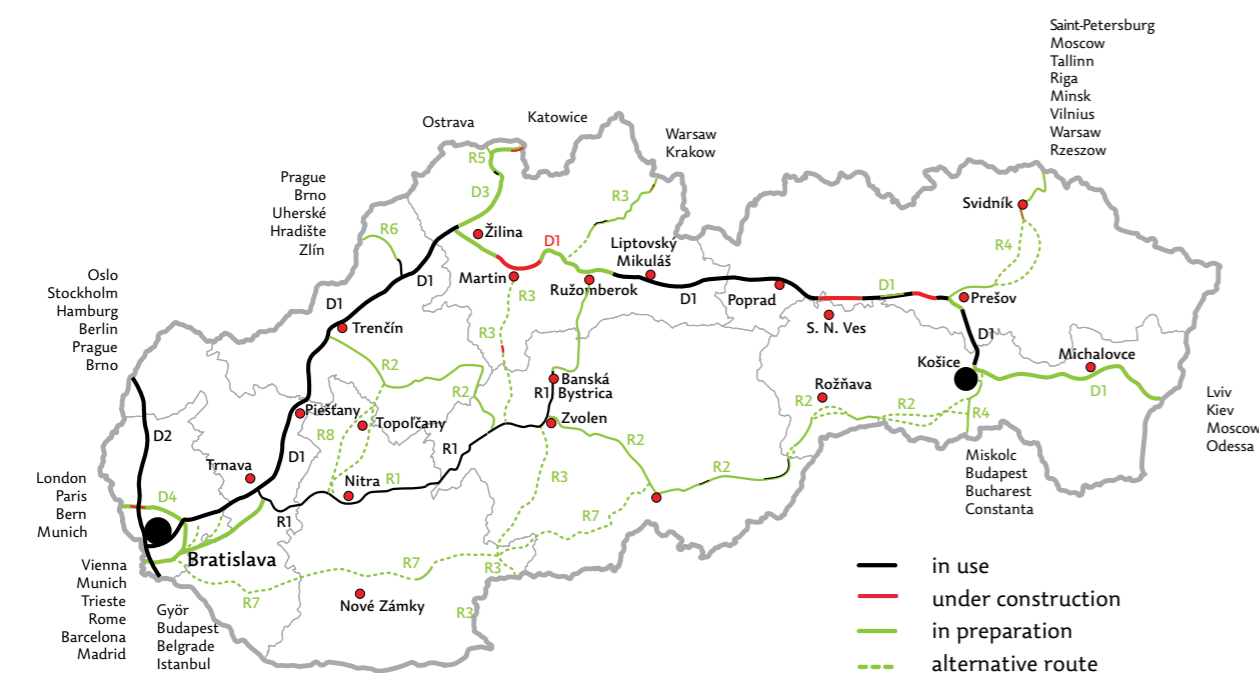 Saint-Petersburg
Moscow
Tallinn
Riga
Minsk
Vilnius
Warsaw
Rzeszow
Ostrava
Katowice
Warsaw
Krakow
Prague
Brno
Uherské
Hradište
Zlín
Oslo
Stockholm
Hamburg
Berlin
Prague
Brno
London
Paris
Bern
Munich
Vienna
Munich
Trieste
Rome
Barcelona
Madrid
Györ
Budapest
Belgrade
Istanbul
Miskolc
Budapest
Bucharest
Constanta
Lviv
Kiev
Moscow
Odessa
R5
D3
R3
R6
Žilina
D1
Liptovský
Mikuláš
Svidník
R4
D1
Martin
Ružomberok
D1
D1
Prešov
D1
R3
Poprad
S. N. Ves
D1
Trenčín
R3
R2
R2
Košice
Michalovce
D1
R1
Banská
Bystrica
Rožňava
R2
R2
R4
Piešťany
Topoľčany
R8
Zvolen
D2
D1
R1
R2
R2
Trnava
Nitra
R1
R3
D4
R1
R7
Bratislava
R7
R3
R7
Nové Zámky
R3
in use
under construction
in preparation
alternative route